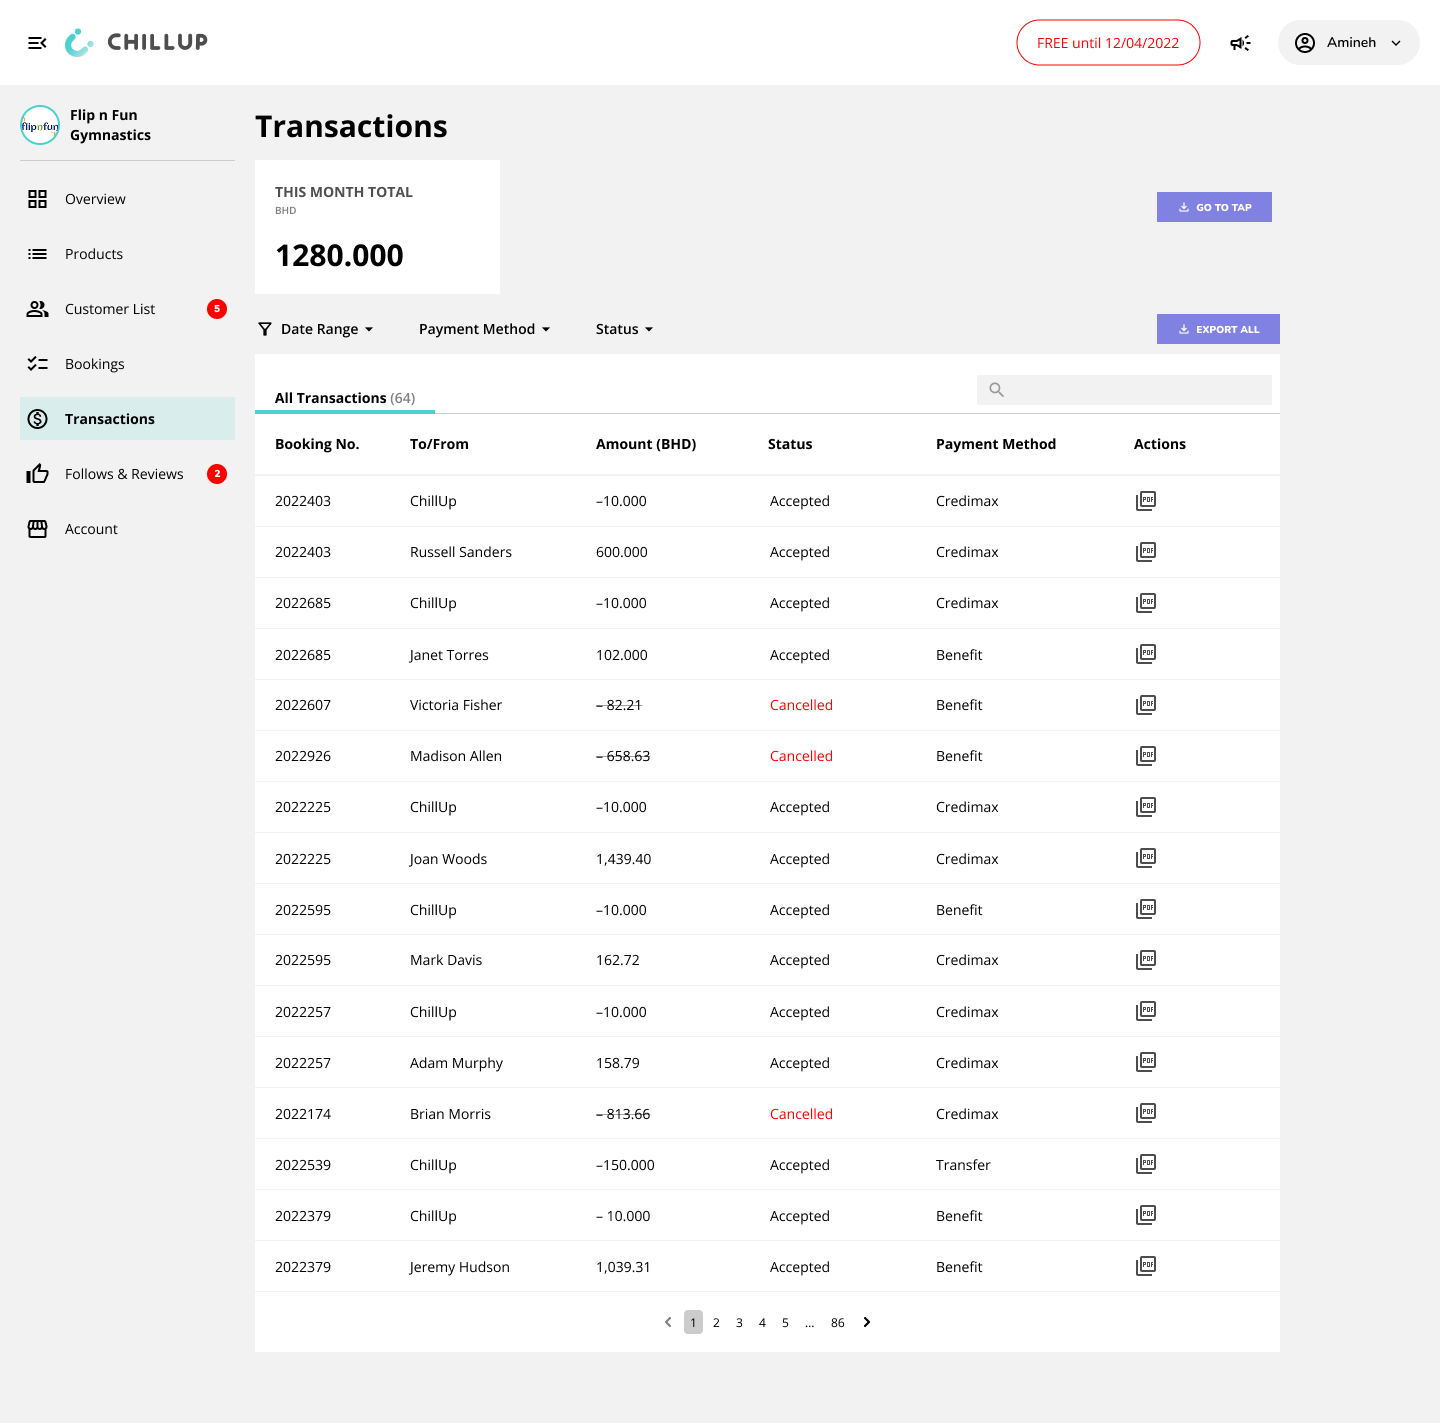 CHILLUP
FREE until 12/04/2022
Amineh
flipnfun
Flip n Fun
Gymnastics
Overview
Products
Customer List 5
Bookings
Transactions
Follows & Reviews 2
Account
Transactions
THIS MONTH TOTAL
BHD
1280.000
GO TO TAP
Date Range Payment Method Status
EXPORT ALL
All Transactions (64)
Booking No. To/From Amount (BHD) Status Payment Method Actions
2022403 ChillUp –10.000 Accepted Credimax PDF
2022403 Russell Sanders 600.000 Accepted Credimax PDF
2022685 ChillUp –10.000 Accepted Credimax PDF
2022685 Janet Torres 102.000 Accepted Benefit PDF
2022607 Victoria Fisher – 82.21 Cancelled Benefit PDF
2022926 Madison Allen – 658.63 Cancelled Benefit PDF
2022225 ChillUp –10.000 Accepted Credimax PDF
2022225 Joan Woods 1,439.40 Accepted Credimax PDF
2022595 ChillUp –10.000 Accepted Benefit PDF
2022595 Mark Davis 162.72 Accepted Credimax PDF
2022257 ChillUp –10.000 Accepted Credimax PDF
2022257 Adam Murphy 158.79 Accepted Credimax PDF
2022174 Brian Morris – 813.66 Cancelled Credimax PDF
2022539 ChillUp –150.000 Accepted Transfer PDF
2022379 ChillUp – 10.000 Accepted Benefit PDF
2022379 Jeremy Hudson 1,039.31 Accepted Benefit PDF
1 2 3 4 5 ... 86